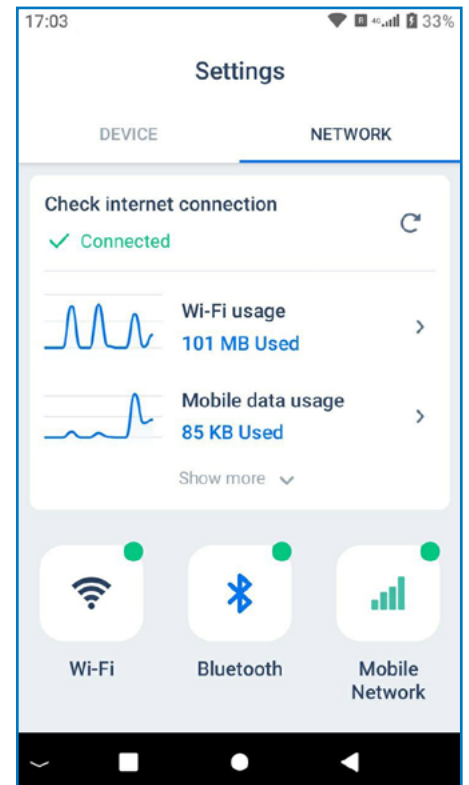 17:03
R 4G 33%
Settings
DEVICE NETWORK
Check internet connection
Connected
Wi-Fi usage
101 MB Used
Mobile data usage
85 KB Used
Show more
Wi-Fi Bluetooth Mobile
Network